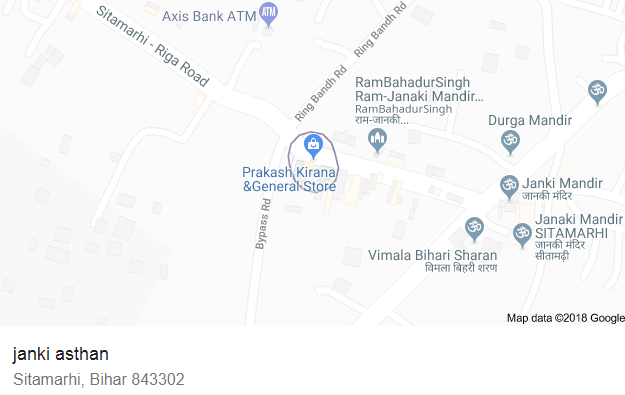 Axis Bank ATM
ATM
Sitamarhi - Riga Road
Ring Bandh Rd
Ring Bandh Rd
RamBahadurSingh
Ram-Janaki Mandir...
RamBahadurSingh
राम-जानकी...
Durga Mandir
Prakash Kirana
&General Store
Janki Mandir
जानकी मंदिर
Bypass Rd
Janaki Mandir
SITAMARHI
जानकी मंदिर
सीतामढ़ी
Vimala Bihari Sharan
विमला बिहरी शरण
Map data ©2018 Google
janki asthan
Sitamarhi, Bihar 843302